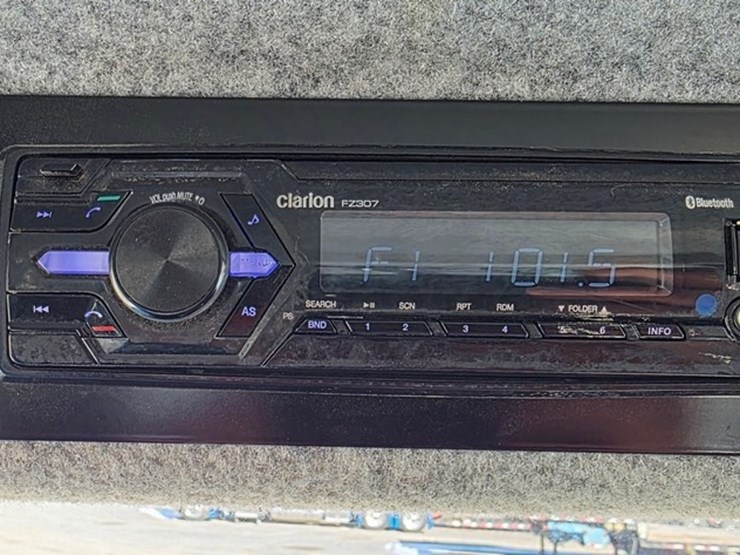 VOL PUSH MUTE
clarion FZ307
Bluetooth
F1 101.5
SEARCH SCN RPT RDM FOLDER
PS BND 1 2 3 4 6 INFO
AS